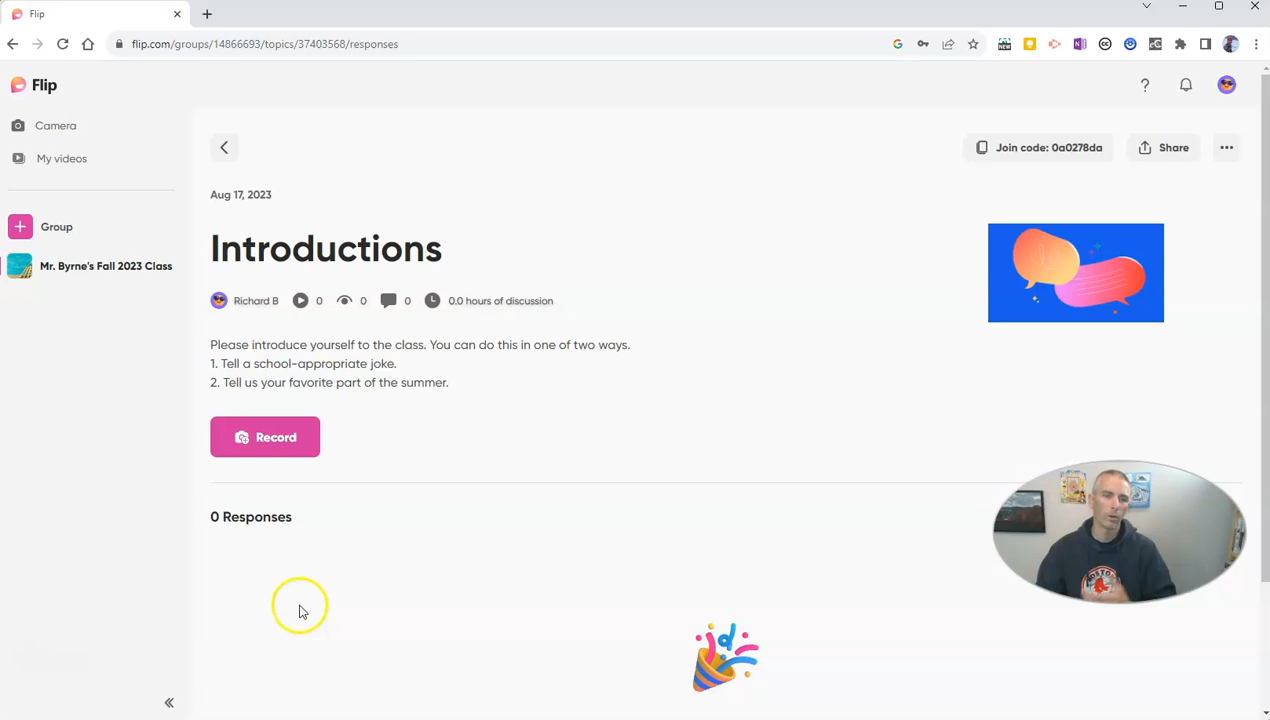 Flip
flip.com/groups/14866693/topics/37403568/responses
Flip
Camera
My videos
Group
Mr. Byrne's Fall 2023 Class
Join code: 0a0278da
Share
Aug 17, 2023
Introductions
Richard B 0 0 0 0.0 hours of discussion
Please introduce yourself to the class. You can do this in one of two ways.
1. Tell a school-appropriate joke.
2. Tell us your favorite part of the summer.
Record
0 Responses